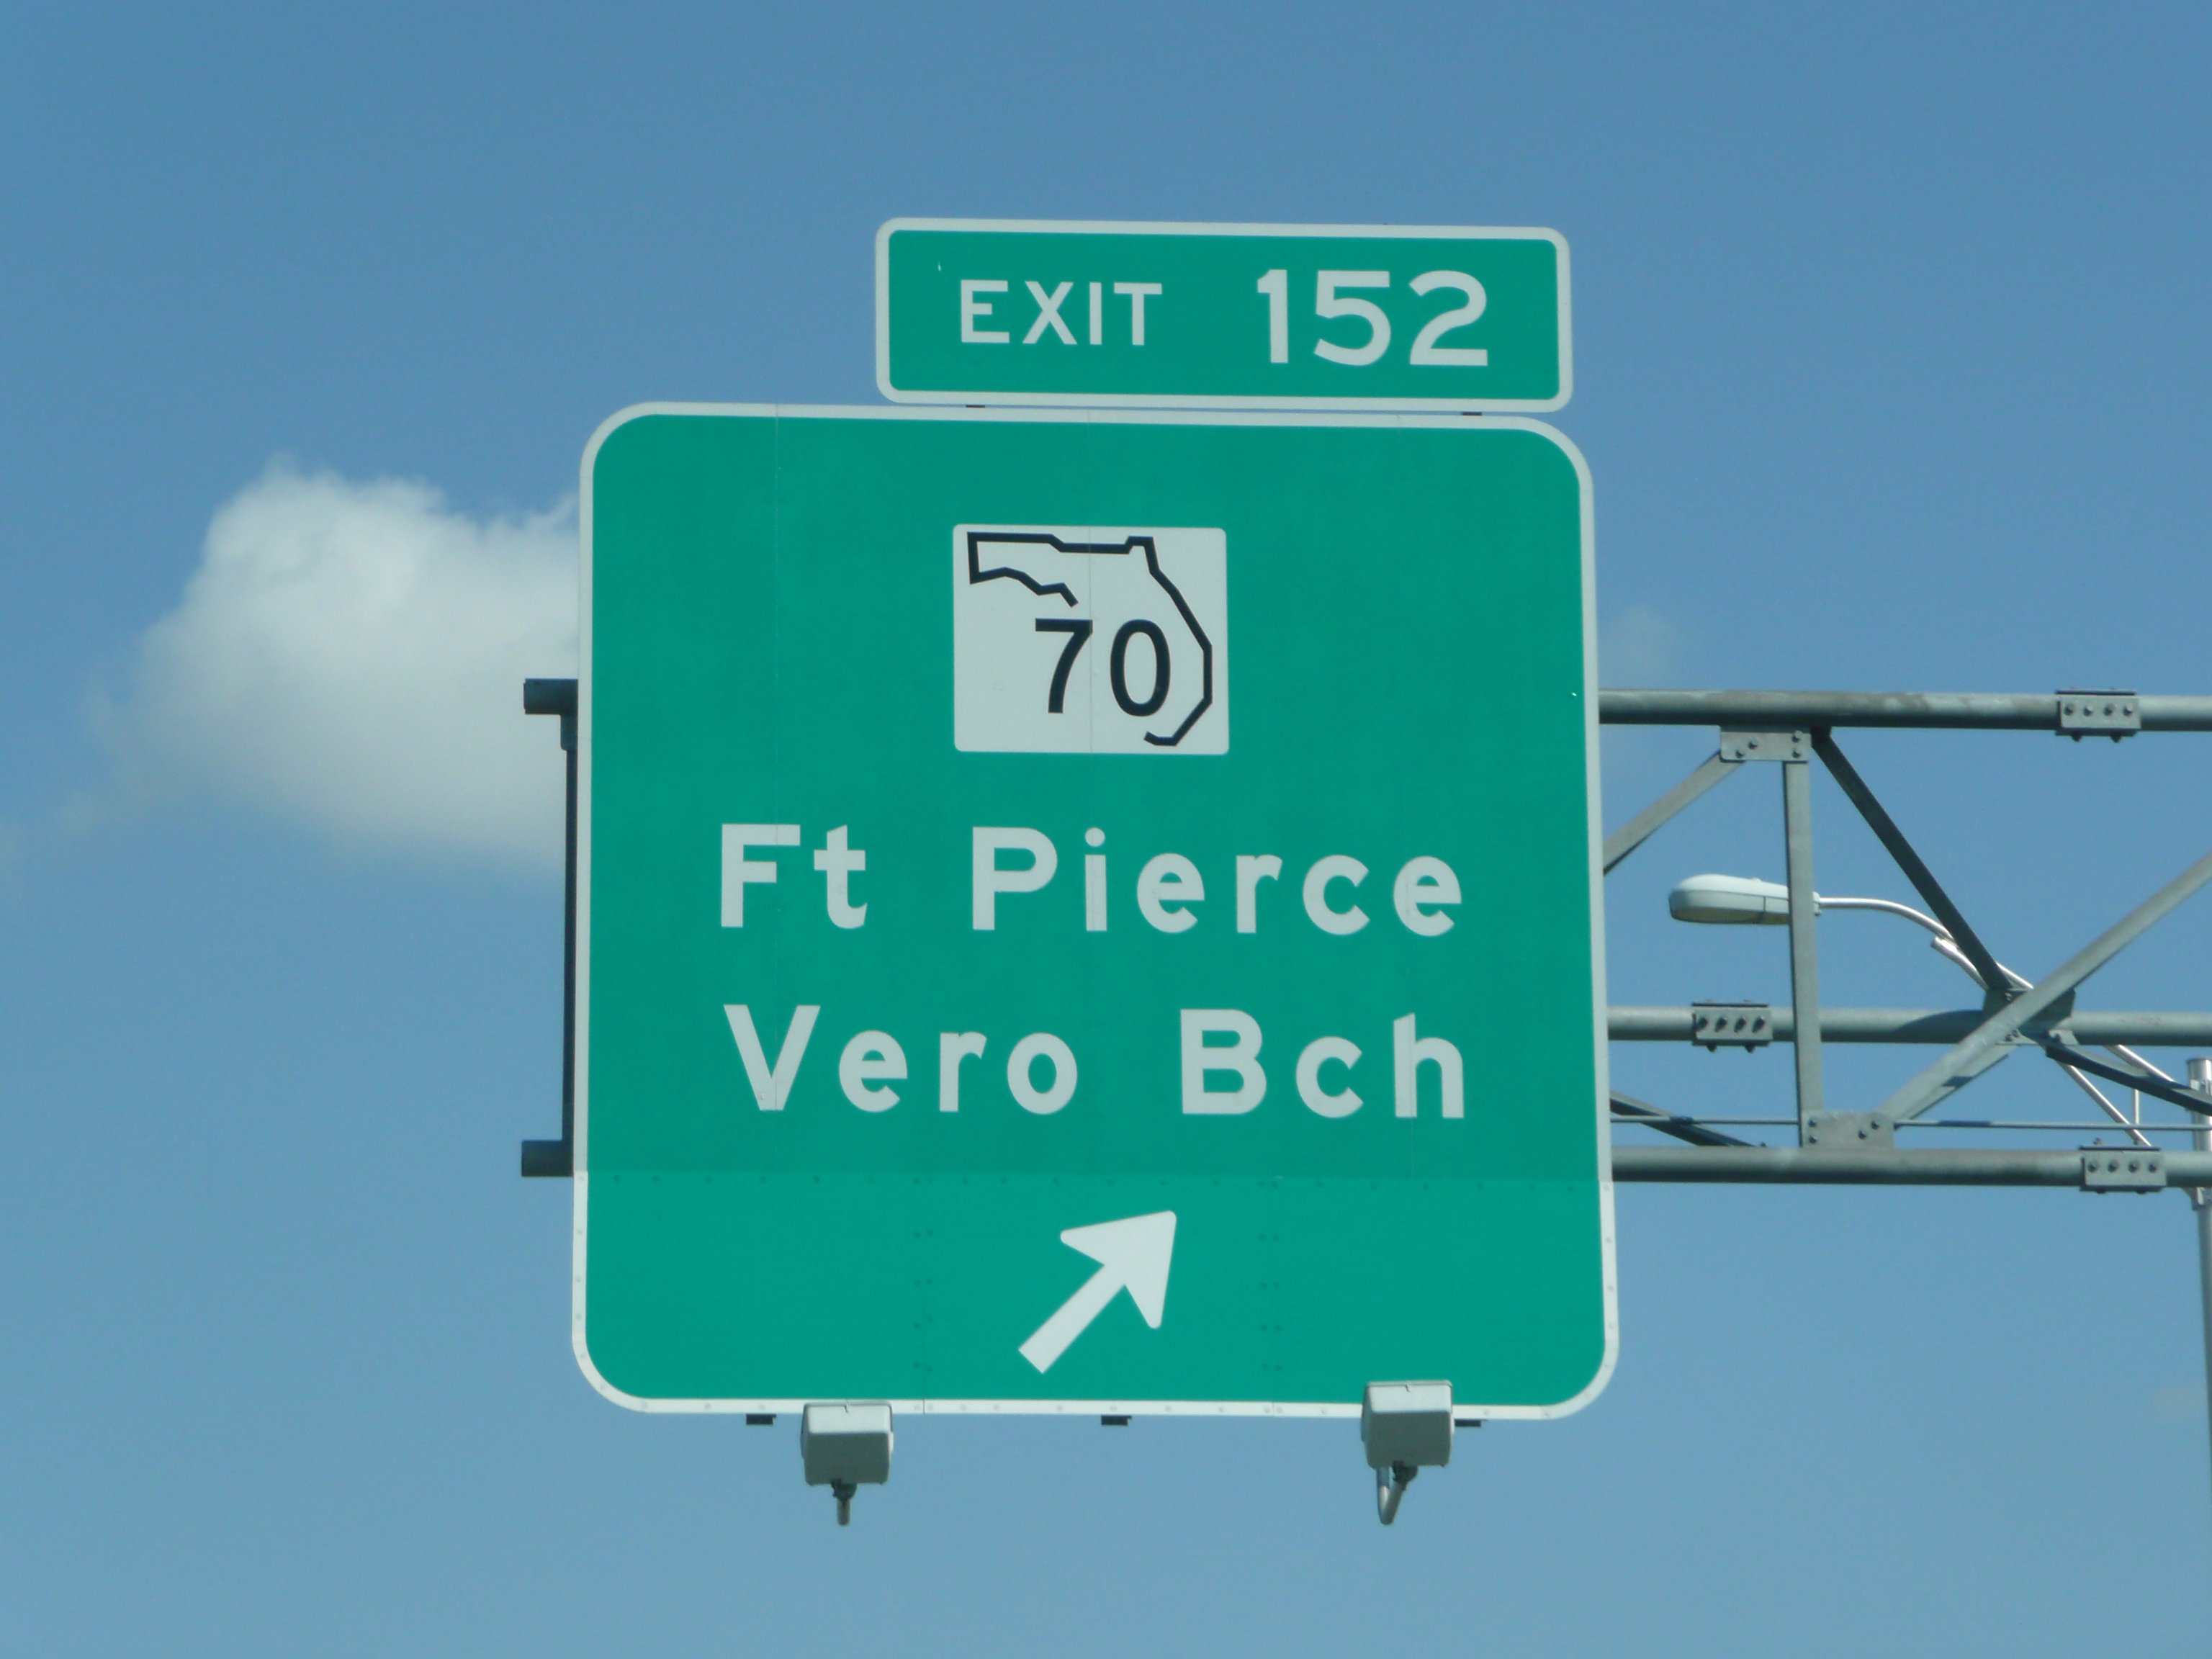 EXIT 152
70
Ft Pierce
Vero Bch